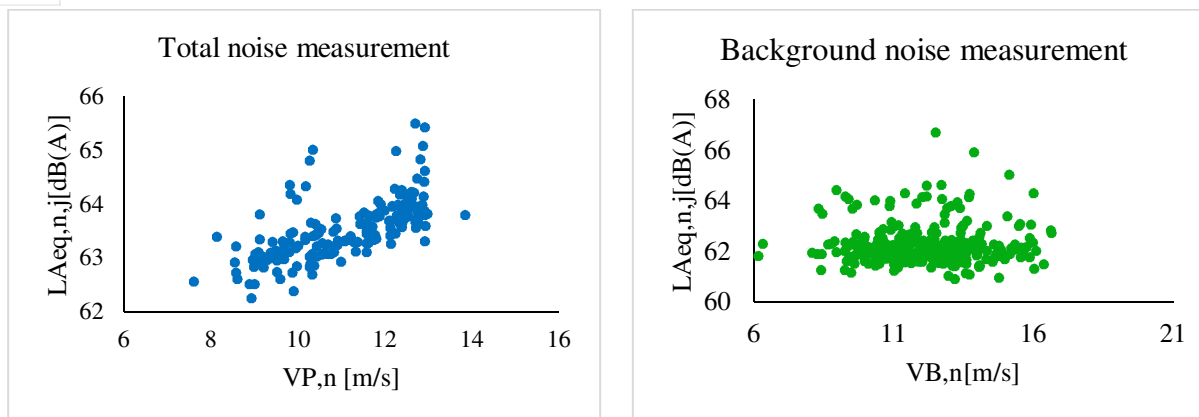 Total noise measurement
LAeq,n,j[dB(A)]
66
65
64
63
62
6 8 10 12 14 16
VP,n [m/s]
Background noise measurement
LAeq,n,j[dB(A)]
68
66
64
62
60
6 11 16 21
VB,n[m/s]